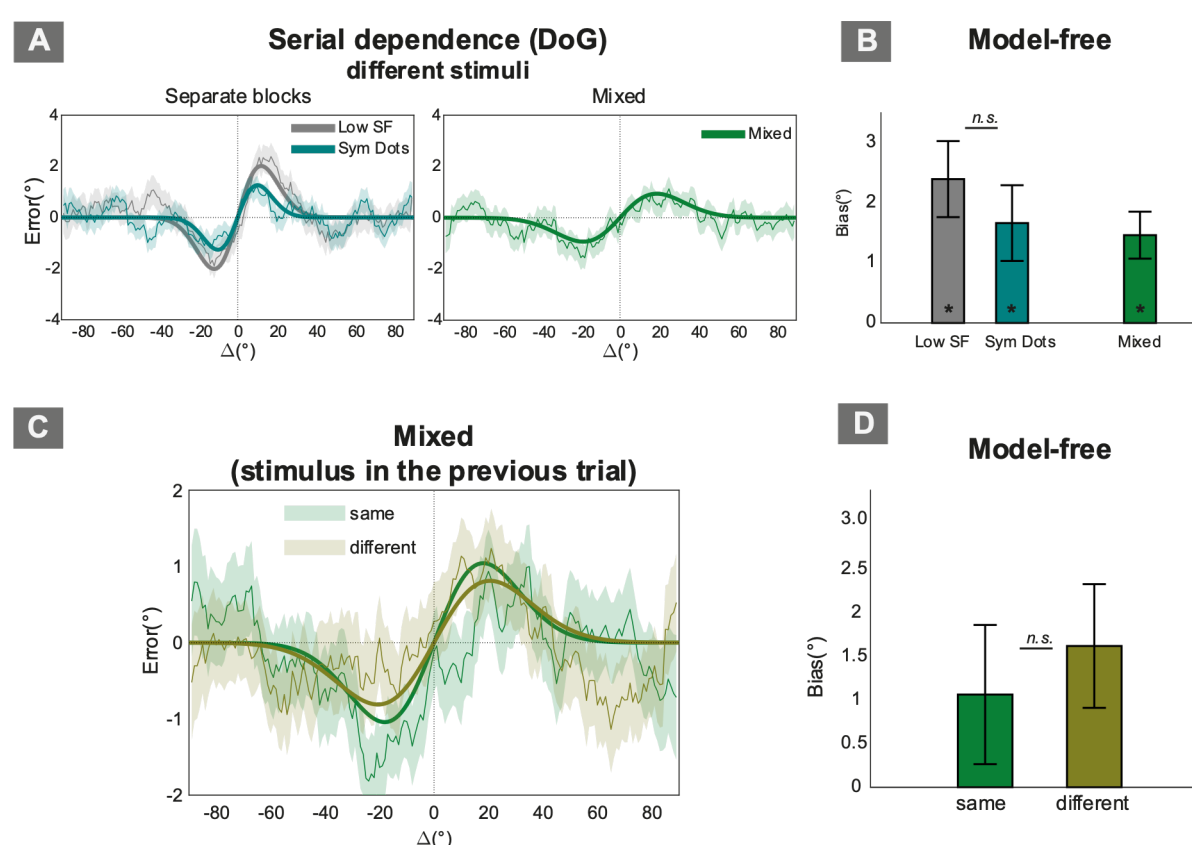 A
Serial dependence (DoG)
different stimuli
Separate blocks
Mixed
4
2
0
-2
-4
Error(°)
Low SF
Sym Dots
-80 -60 -40 -20 0 20 40 60 80
Δ(°)
4
2
0
-2
-4
Mixed
-80 -60 -40 -20 0 20 40 60 80
Δ(°)
B
Model-free
3
2
1
0
Bias(°)
n.s.
* * *
Low SF Sym Dots Mixed
C
Mixed
(stimulus in the previous trial)
2
1
0
-1
-2
Error(°)
same
different
-80 -60 -40 -20 0 20 40 60 80
Δ(°)
D
Model-free
3.0
2.5
2
1.5
1
0.5
0
Bias(°)
n.s.
same different